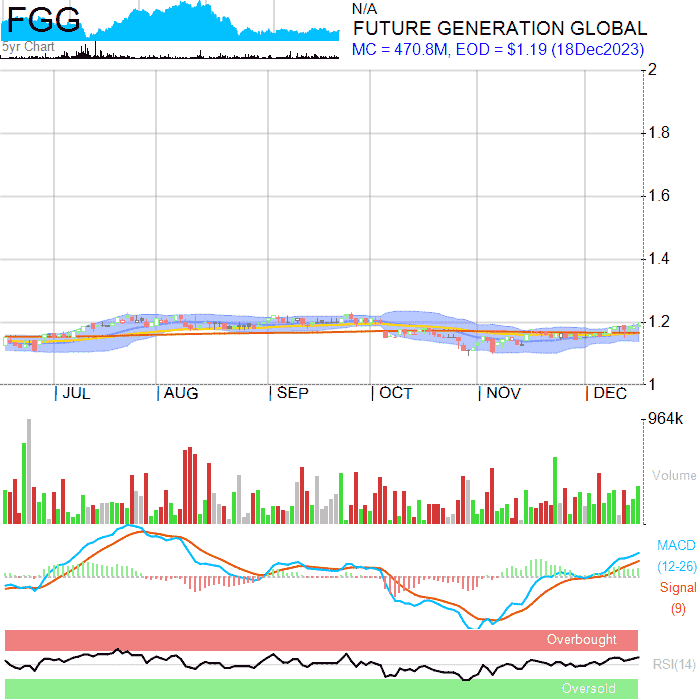 FGG
5yr Chart
N/A
FUTURE GENERATION GLOBAL
MC = 470.8M, EOD = $1.19 (18Dec2023)
2
1.8
1.6
1.4
1.2
1
JUL AUG SEP OCT NOV DEC
964k
Volume
MACD
(12-26)
Signal
(9)
Overbought
RSI(14)
Oversold